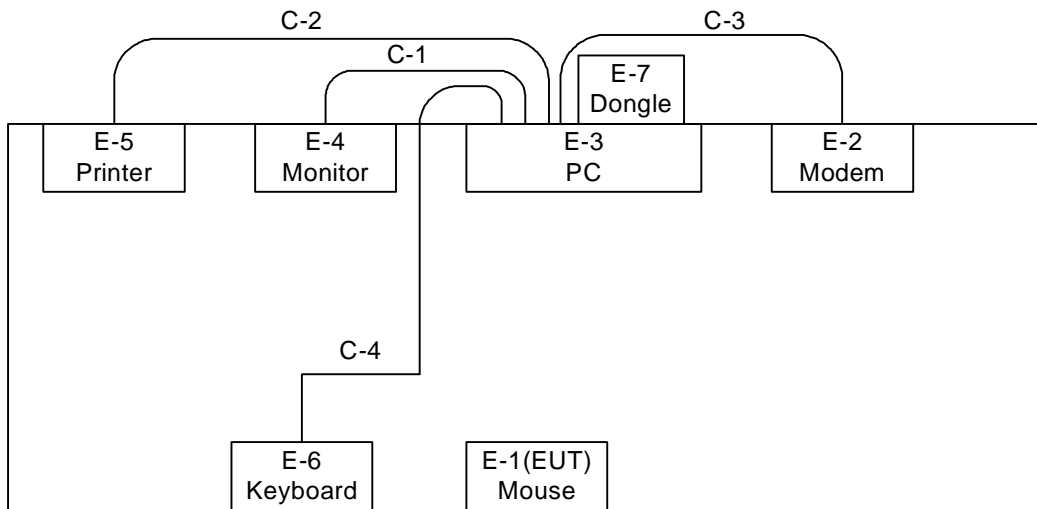 C-2
C-3
C-1
E-7
Dongle
E-5
Printer
E-4
Monitor
E-3
PC
E-2
Modem
C-4
E-6
Keyboard
E-1(EUT)
Mouse